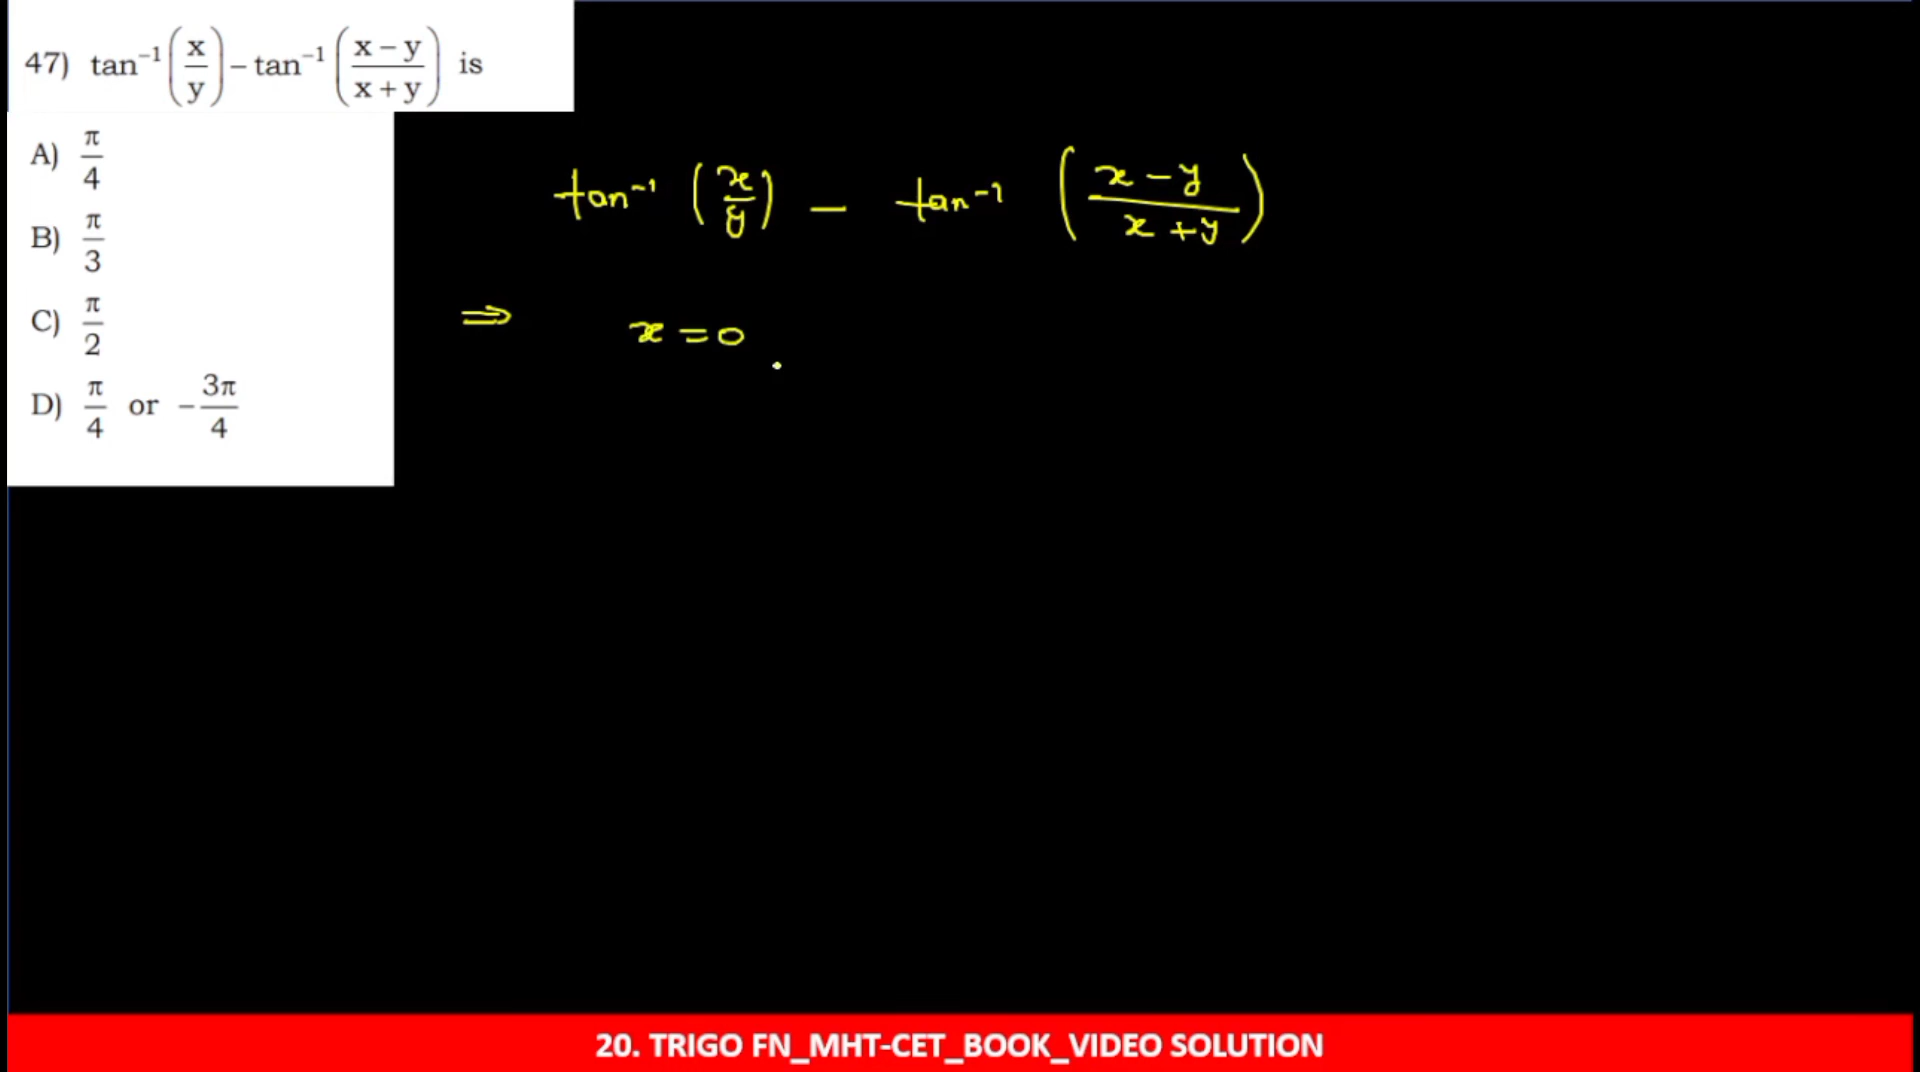 47) tan⁻¹(x/y) – tan⁻¹((x – y)/(x + y)) is
A) π/4
B) π/3
C) π/2
D) π/4 or –3π/4
tan⁻¹(x/y) – tan⁻¹((x – y)/(x + y))
⇒ x = 0
20. TRIGO FN_MHT-CET_BOOK_VIDEO SOLUTION